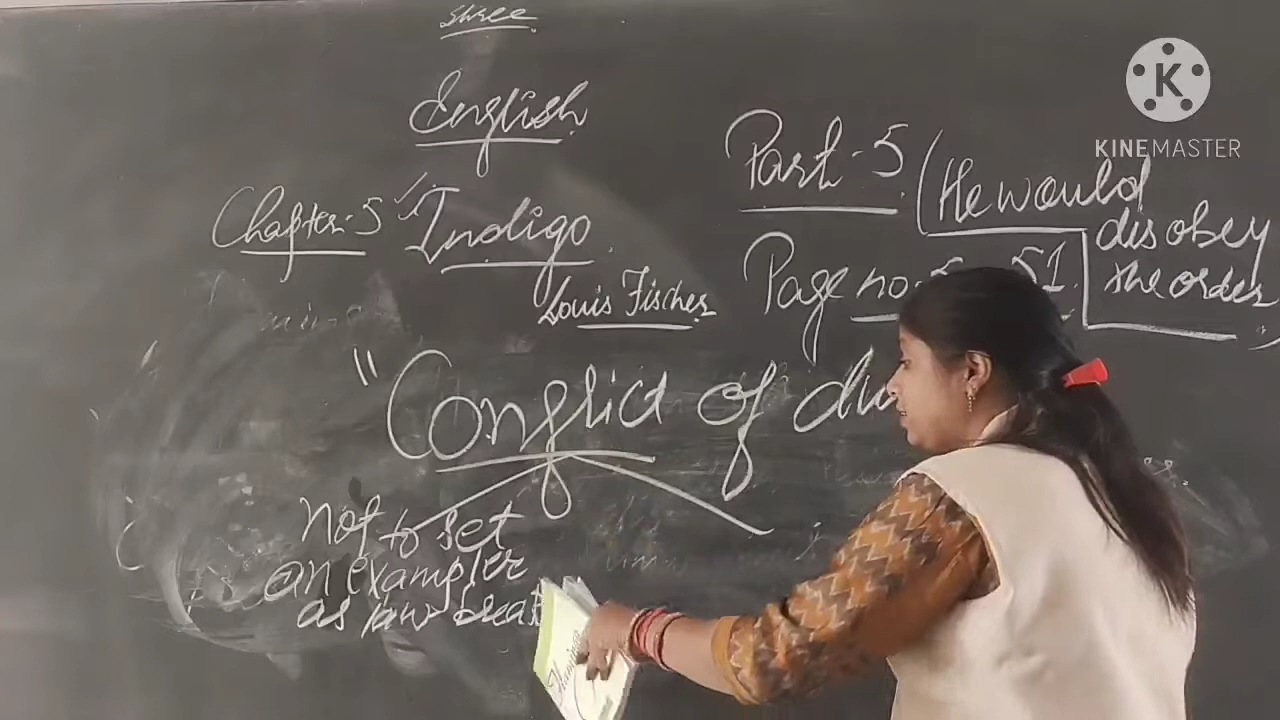 Shree
English
Part-5 (He would
disobey
the order
Chapter-5 "Indigo
Louis Fischer
Page no 51
"Conflict of du
Not to set
an example
as law break
KINEMASTER